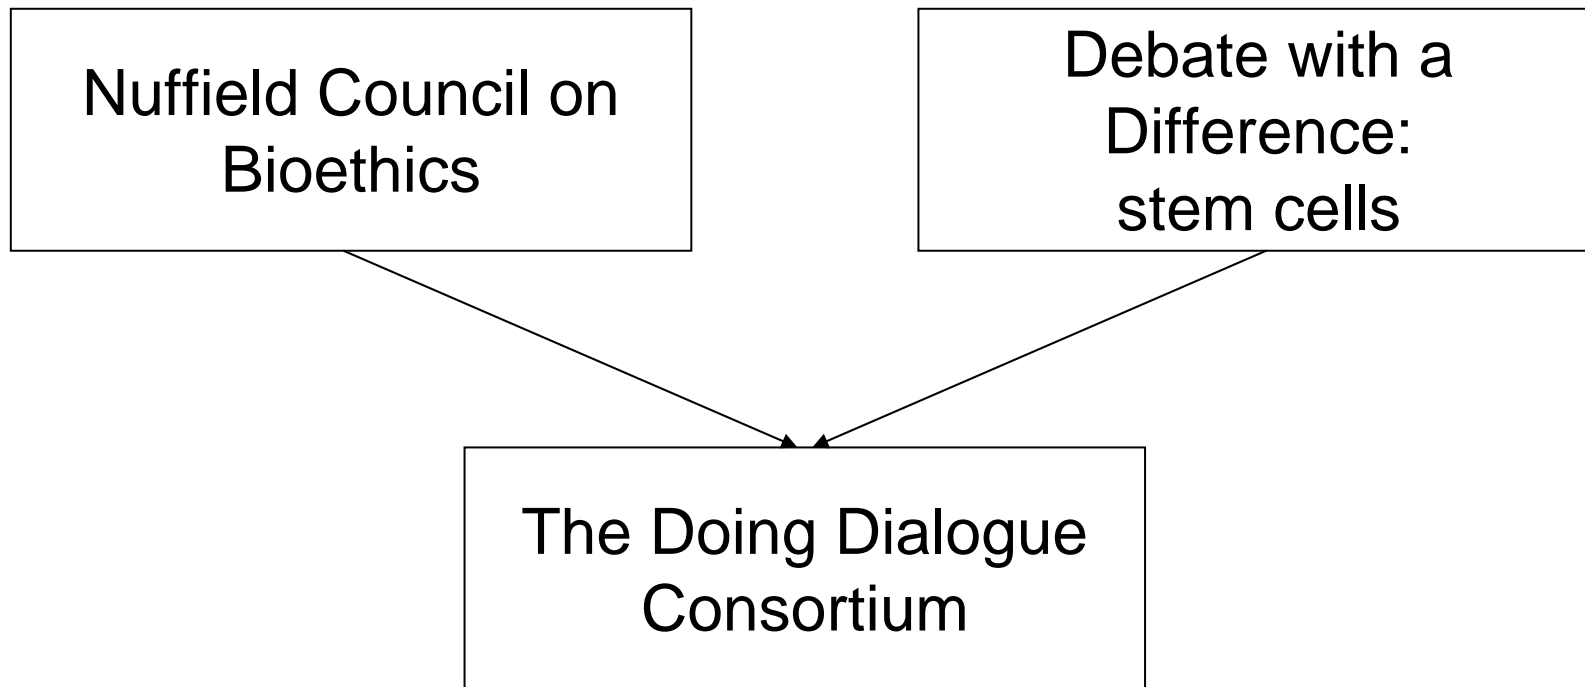 Nuffield Council on
Bioethics
Debate with a
Difference:
stem cells
The Doing Dialogue
Consortium